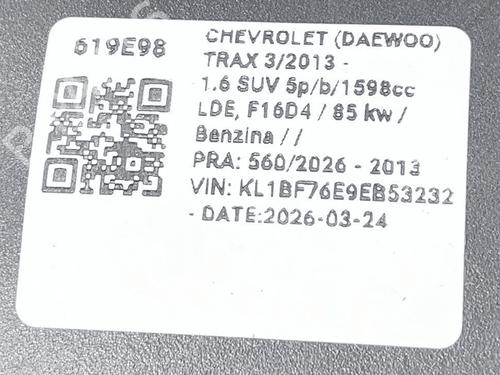 619E98
CHEVROLET (DAEWOO)
TRAX 3/2013 -
1.6 SUV 5p/b/1598cc
LDE, F16D4 / 85 kw /
Benzina / /
PRA: 560/2026 - 2013
VIN: KL1BF76E9EB53232
- DATE:2026-03-24